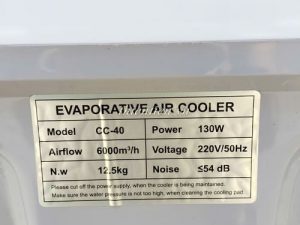 EVAPORATIVE AIR COOLER
Model CC-40 Power 130W
Airflow 6000m³/h Voltage 220V/50Hz
N.w 12.5kg Noise ≤54 dB
Please cut off the power supply, when the cooler is being maintained.
Make sure the water pressure is not too high, when cleaning the cooling pad.